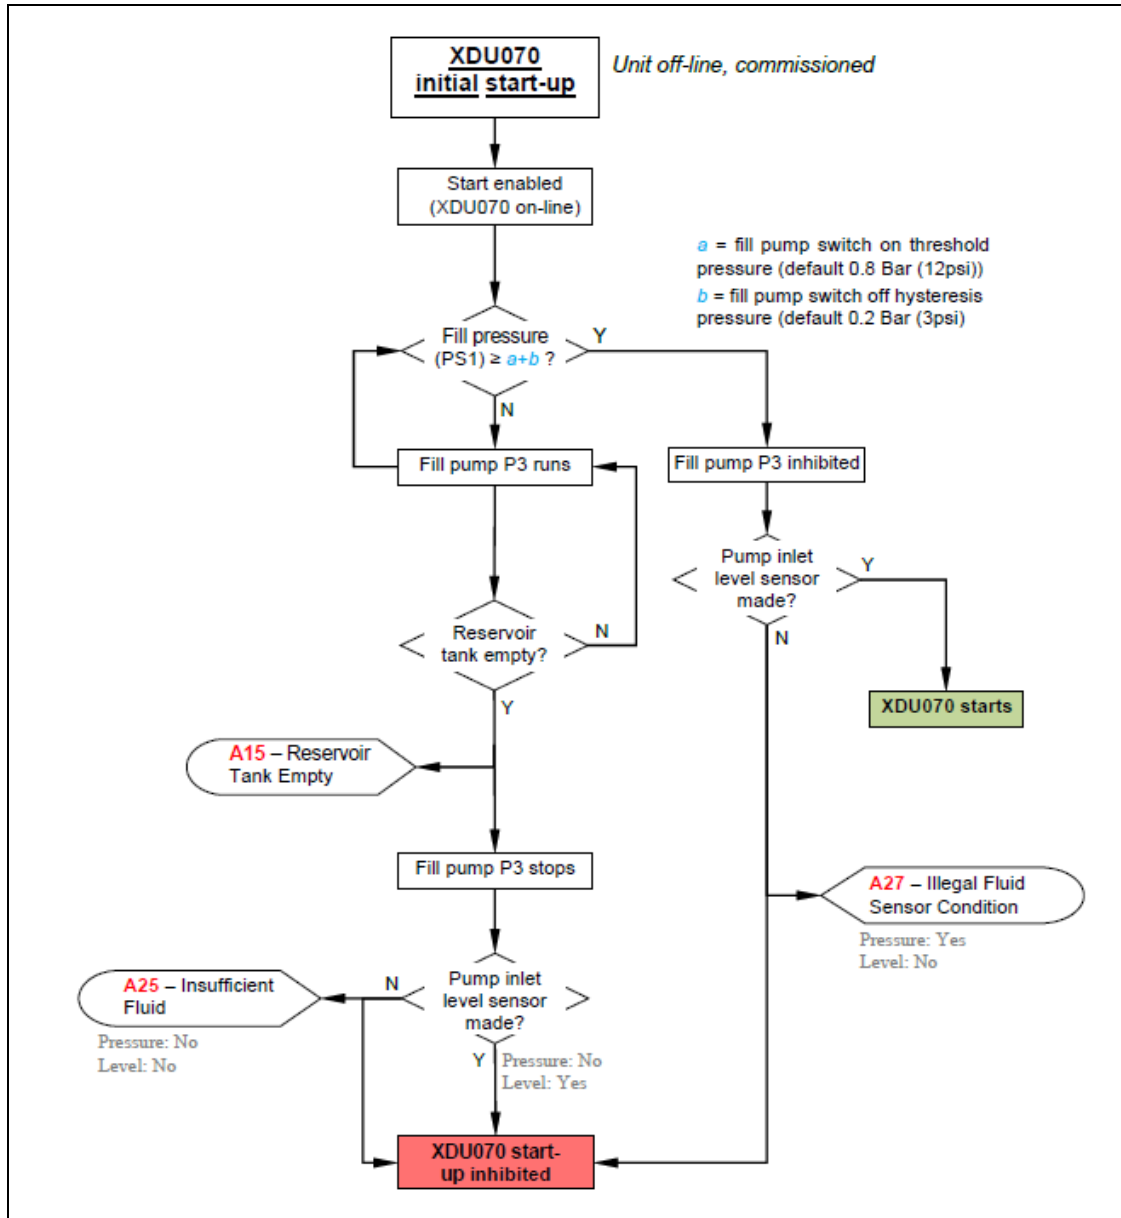 XDU070
initial start-up
Unit off-line, commissioned
Start enabled
(XDU070 on-line)
a = fill pump switch on threshold
pressure (default 0.8 Bar (12psi))
b = fill pump switch off hysteresis
pressure (default 0.2 Bar (3psi)
Fill pressure
(PS1) ≥ a+b ?
Y
N
Fill pump P3 runs
Fill pump P3 inhibited
Pump inlet
level sensor
made?
Y
N
Reservoir
tank empty?
N
Y
XDU070 starts
A15 – Reservoir
Tank Empty
Fill pump P3 stops
A27 – Illegal Fluid
Sensor Condition
Pressure: Yes
Level: No
A25 – Insufficient
Fluid
Pressure: No
Level: No
N
Pump inlet
level sensor
made?
Y
Pressure: No
Level: Yes
XDU070 start-
up inhibited